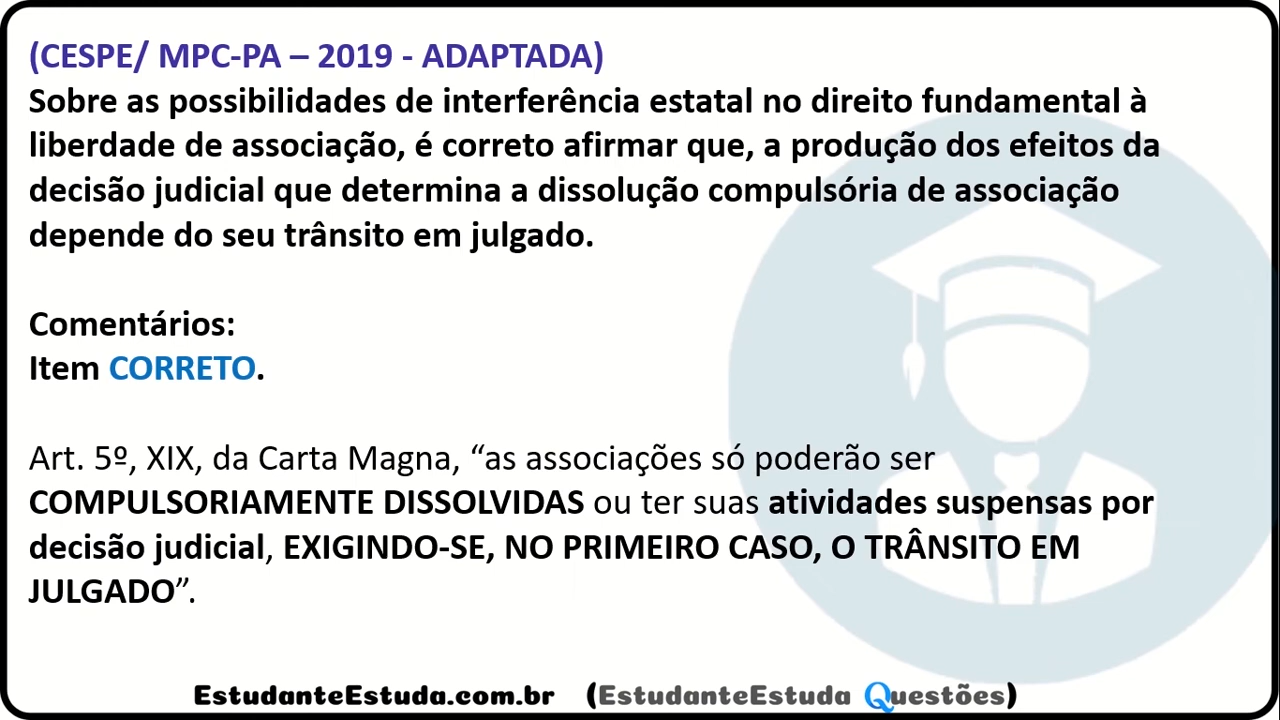 (CESPE/ MPC-PA – 2019 - ADAPTADA)
Sobre as possibilidades de interferência estatal no direito fundamental à
liberdade de associação, é correto afirmar que, a produção dos efeitos da
decisão judicial que determina a dissolução compulsória de associação
depende do seu trânsito em julgado.
Comentários:
Item CORRETO.
Art. 5º, XIX, da Carta Magna, “as associações só poderão ser
COMPULSORIAMENTE DISSOLVIDAS ou ter suas atividades suspensas por
decisão judicial, EXIGINDO-SE, NO PRIMEIRO CASO, O TRÂNSITO EM
JULGADO”.
EstudanteEstuda.com.br (EstudanteEstuda Questões)